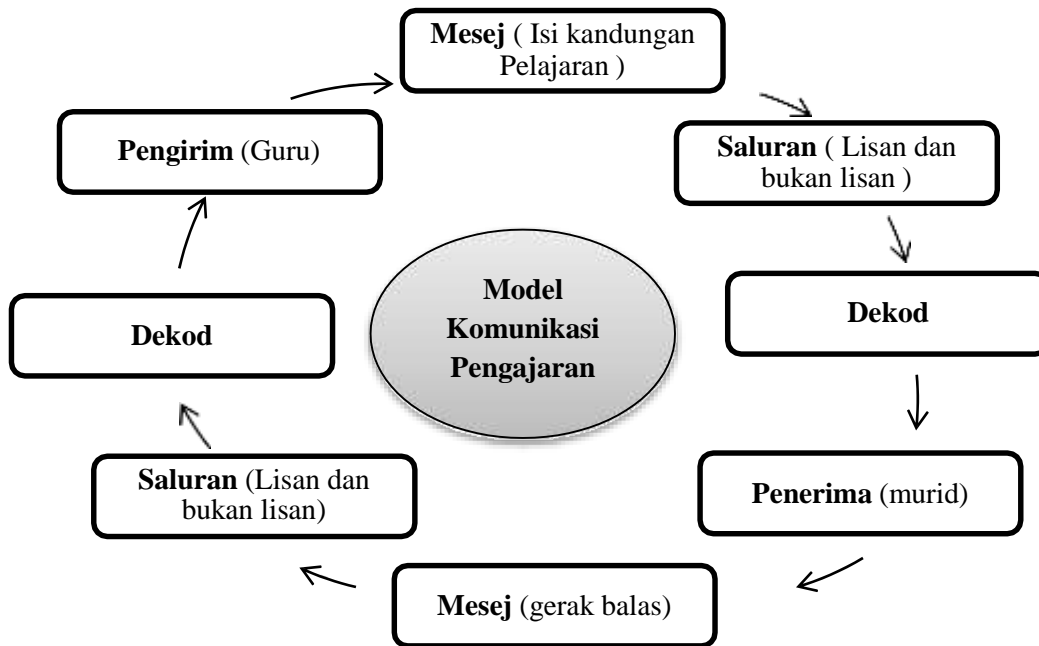 Mesej ( Isi kandungan
Pelajaran )
Pengirim (Guru)
Saluran ( Lisan dan
bukan lisan )
Model
Komunikasi
Pengajaran
Dekod
Dekod
Saluran (Lisan dan
bukan lisan)
Penerima (murid)
Mesej (gerak balas)